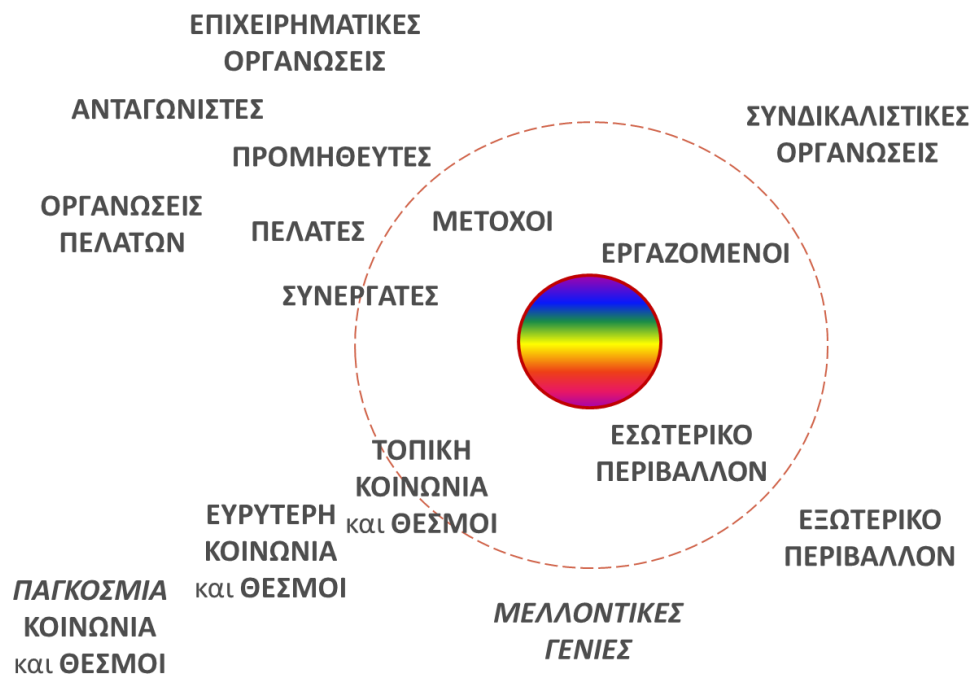 ΕΠΙΧΕΙΡΗΜΑΤΙΚΕΣ
ΟΡΓΑΝΩΣΕΙΣ
ΑΝΤΑΓΩΝΙΣΤΕΣ
ΣΥΝΔΙΚΑΛΙΣΤΙΚΕΣ
ΟΡΓΑΝΩΣΕΙΣ
ΠΡΟΜΗΘΕΥΤΕΣ
ΟΡΓΑΝΩΣΕΙΣ
ΠΕΛΑΤΩΝ
ΠΕΛΑΤΕΣ
ΜΕΤΟΧΟΙ
ΕΡΓΑΖΟΜΕΝΟΙ
ΣΥΝΕΡΓΑΤΕΣ
ΕΣΩΤΕΡΙΚΟ
ΠΕΡΙΒΑΛΛΟΝ
ΤΟΠΙΚΗ
ΚΟΙΝΩΝΙΑ
και ΘΕΣΜΟΙ
ΕΥΡΥΤΕΡΗ
ΚΟΙΝΩΝΙΑ
και ΘΕΣΜΟΙ
ΕΞΩΤΕΡΙΚΟ
ΠΕΡΙΒΑΛΛΟΝ
ΠΑΓΚΟΣΜΙΑ
ΚΟΙΝΩΝΙΑ
και ΘΕΣΜΟΙ
ΜΕΛΛΟΝΤΙΚΕΣ
ΓΕΝΙΕΣ